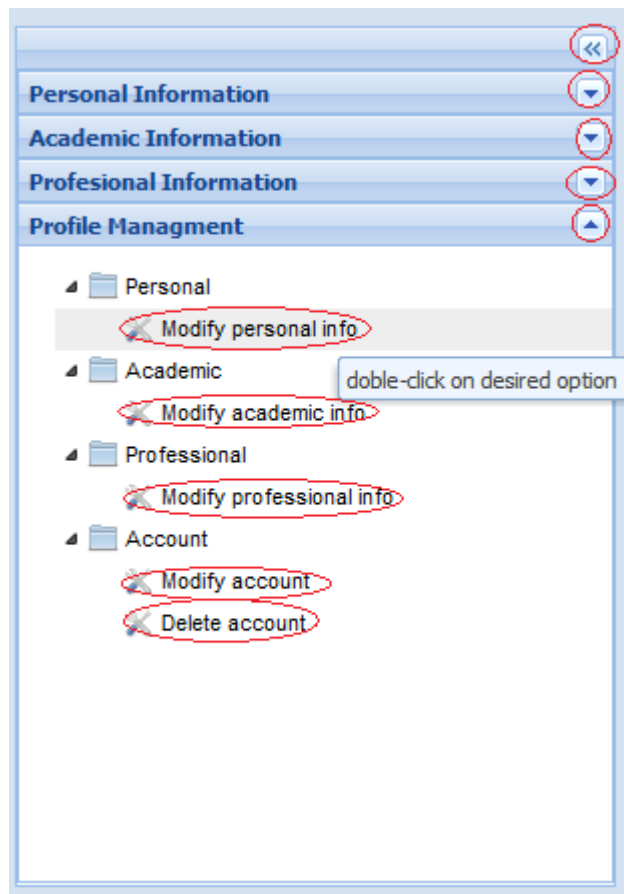 Personal Information
Academic Information
Profesional Information
Profile Managment
Personal
Modify personal info
doble-click on desired option
Academic
Modify academic info
Professional
Modify professional info
Account
Modify account
Delete account